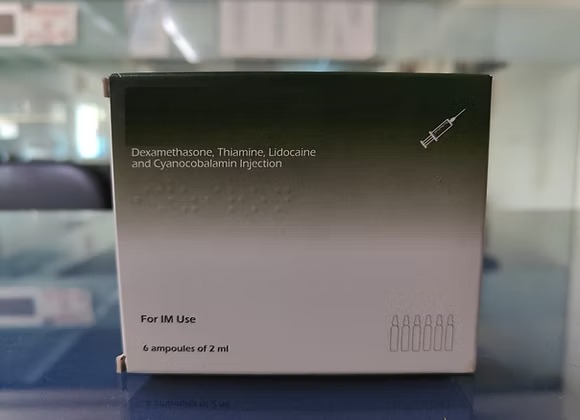 Dexamethasone, Thiamine, Lidocaine
and Cyanocobalamin Injection
For IM Use
6 ampoules of 2 ml